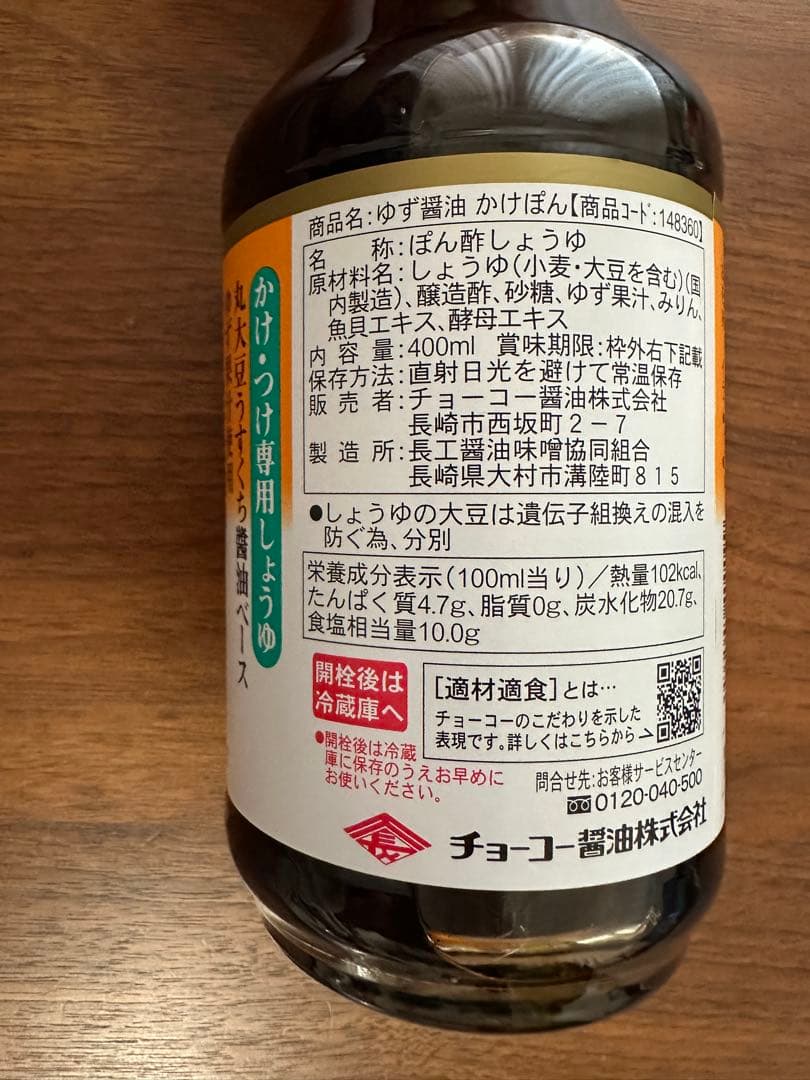 商品名:ゆず醤油 かけぽん【商品コード:148360】
名称:ぽん酢しょうゆ
原材料名:しょうゆ(小麦・大豆を含む)(国
内製造)、醸造酢、砂糖、ゆず果汁、みりん、
魚貝エキス、酵母エキス
内容量:400ml 賞味期限:枠外右下記載
保存方法:直射日光を避けて常温保存
販売者:チョーコー醤油株式会社
長崎市西坂町2-7
製造所:長工醤油味噌協同組合
長崎県大村市溝陸町815
●しょうゆの大豆は遺伝子組換えの混入を
防ぐ為、分別
栄養成分表示(100ml当り)/熱量102kcal、
たんぱく質4.7g、脂質0g、炭水化物20.7g、
食塩相当量10.0g
開栓後は
冷蔵庫へ
●開栓後は冷蔵
庫に保存のうえお早めに
お使いください。
[適材適食]とは…
チョーコーのこだわりを示した
表現です。詳しくはこちらから→
問合せ先:お客様サービスセンター
0120-040-500
長
チョーコー醤油株式会社
かけ・つけ専用しょうゆ
丸大豆うすくち醤油ベース